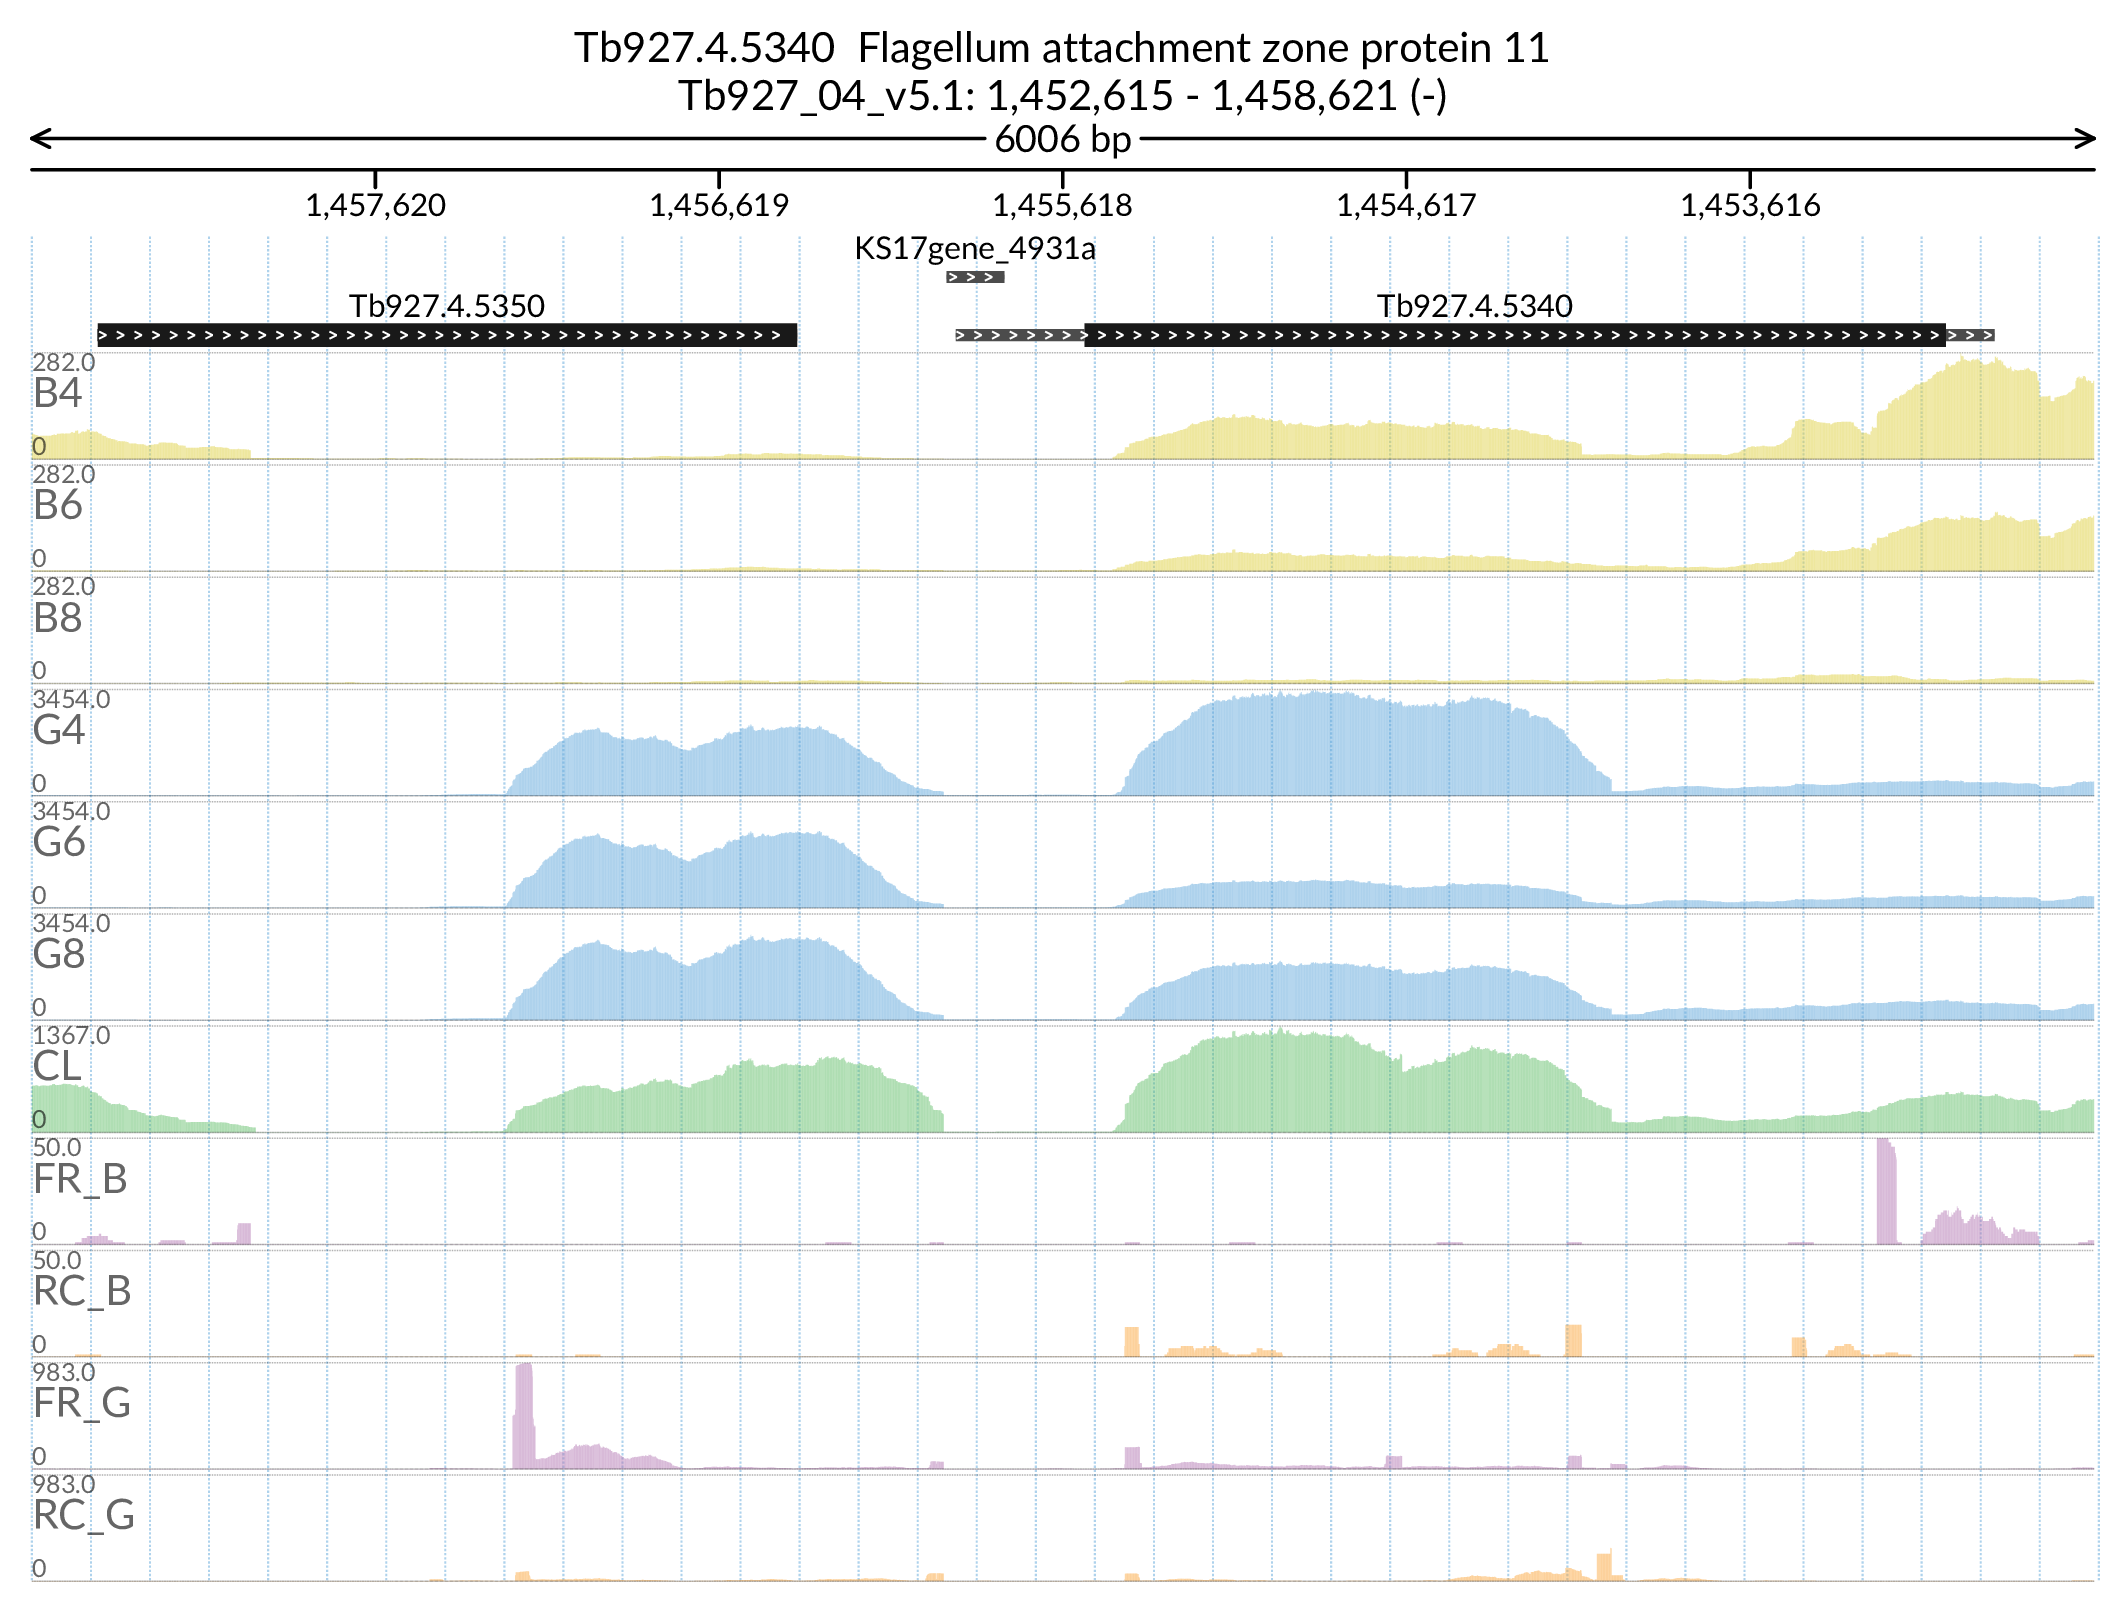 Tb927.4.5340 Flagellum attachment zone protein 11
Tb927_04_v5.1: 1,452,615 - 1,458,621 (-)
6006 bp
1,457,620 1,456,619 1,455,618 1,454,617 1,453,616
KS17gene_4931a
Tb927.4.5350 Tb927.4.5340
282.0
B4
0
282.0
B6
0
282.0
B8
0
3454.0
G4
0
3454.0
G6
0
3454.0
G8
0
1367.0
CL
0
50.0
FR_B
0
50.0
RC_B
0
983.0
FR_G
0
983.0
RC_G
0